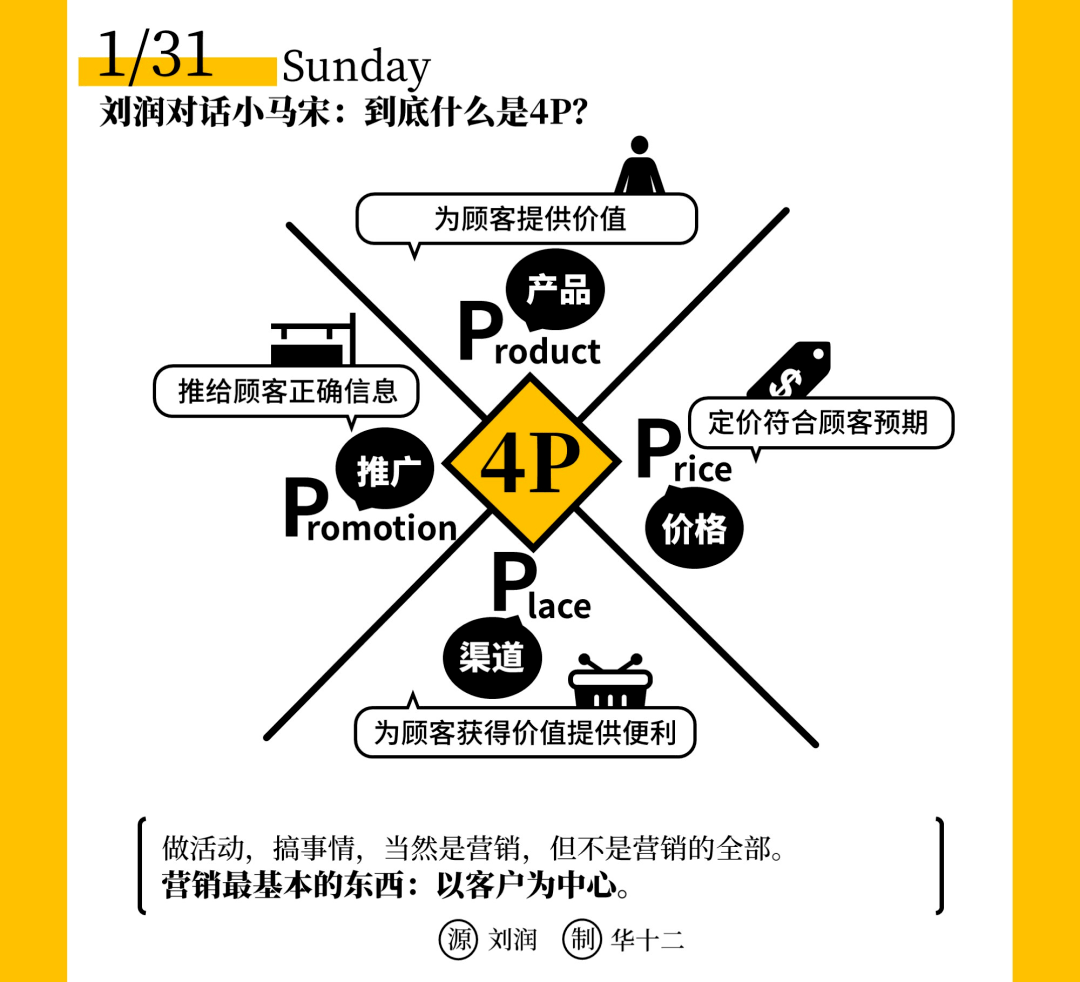 1/31 Sunday
刘润对话小马宋：到底什么是4P？
为顾客提供价值
产品
Product
推给顾客正确信息
推广
Promotion
4P
$
定价符合顾客预期
Price
价格
Place
渠道
为顾客获得价值提供便利
做活动，搞事情，当然是营销，但不是营销的全部。
营销最基本的东西：以客户为中心。
源 刘润 制 华十二